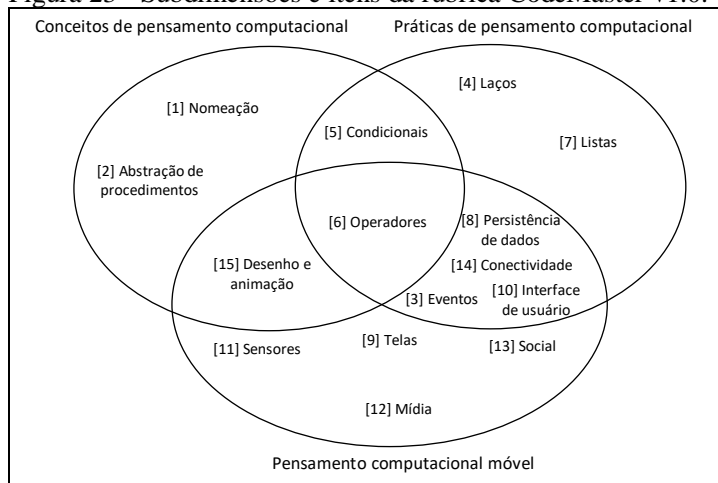 Figura 25 - Subdimensões e itens da rubrica CodeMaster v1.0.
Conceitos de pensamento computacional
Práticas de pensamento computacional
[4] Laços
[1] Nomeação
[5] Condicionais
[7] Listas
[2] Abstração de
procedimentos
[6] Operadores
[8] Persistência
de dados
[15] Desenho e
animação
[14] Conectividade
[3] Eventos
[10] Interface
de usuário
[11] Sensores
[9] Telas
[13] Social
[12] Mídia
Pensamento computacional móvel